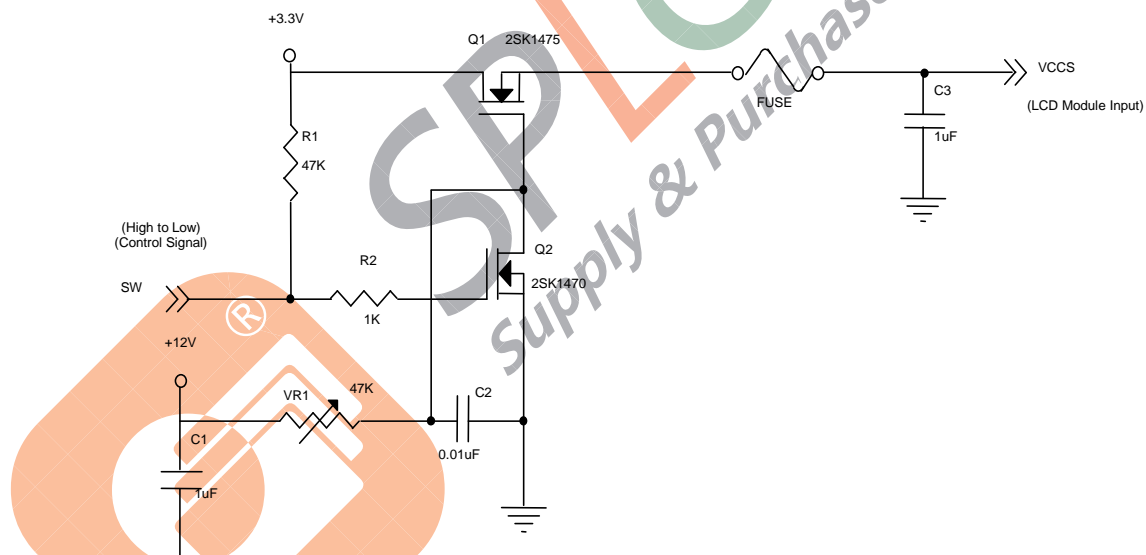 +3.3V
Q1 2SK1475
FUSE
VCCS
(LCD Module Input)
C3
1uF
R1
47K
(High to Low)
(Control Signal)
SW
R2
1K
Q2
2SK1470
+12V
VR1
47K
C2
0.01uF
C1
1uF
SP
Supply & Purchase
®